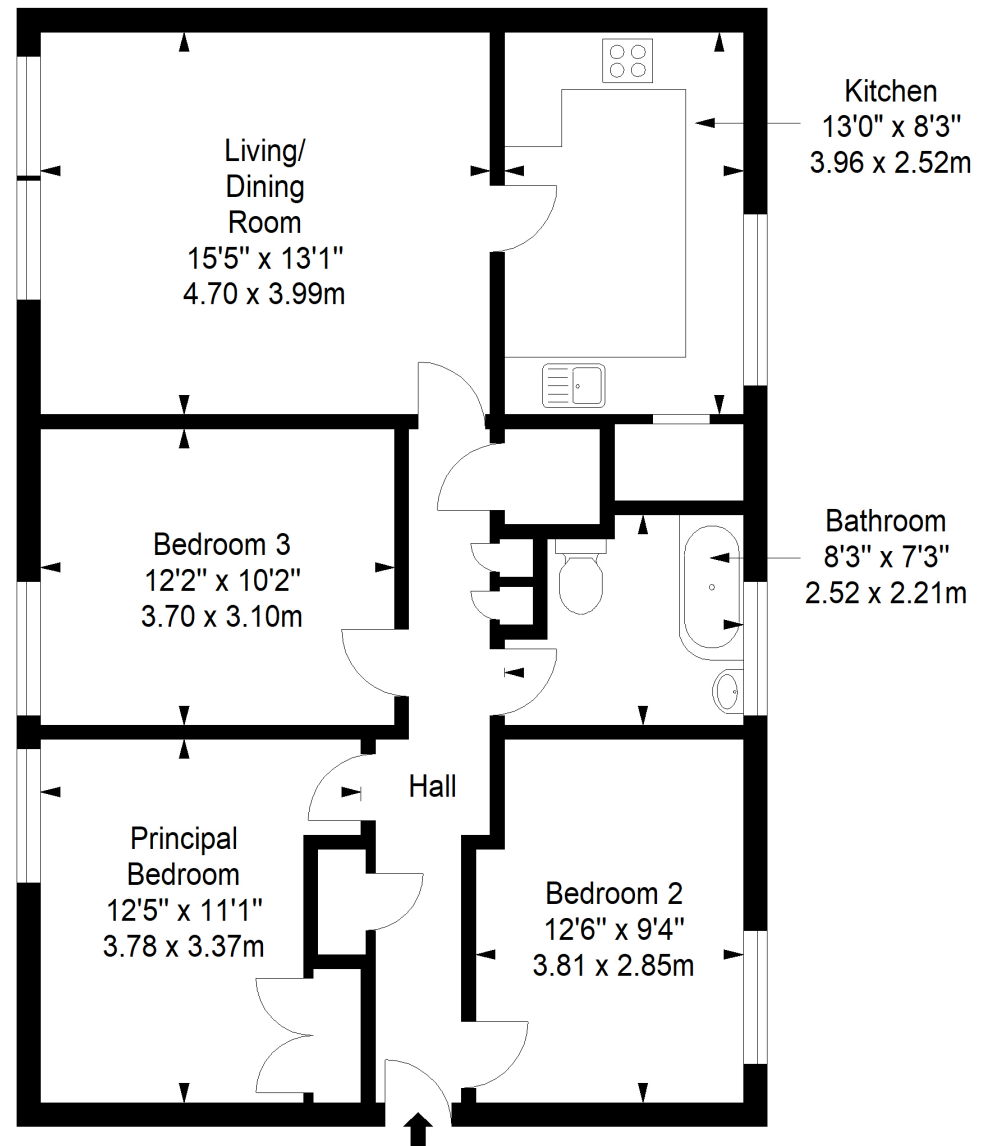 Living/
Dining
Room
15'5" x 13'1"
4.70 x 3.99m
Kitchen
13'0" x 8'3"
3.96 x 2.52m
Bedroom 3
12'2" x 10'2"
3.70 x 3.10m
Bathroom
8'3" x 7'3"
2.52 x 2.21m
Hall
Principal
Bedroom
12'5" x 11'1"
3.78 x 3.37m
Bedroom 2
12'6" x 9'4"
3.81 x 2.85m